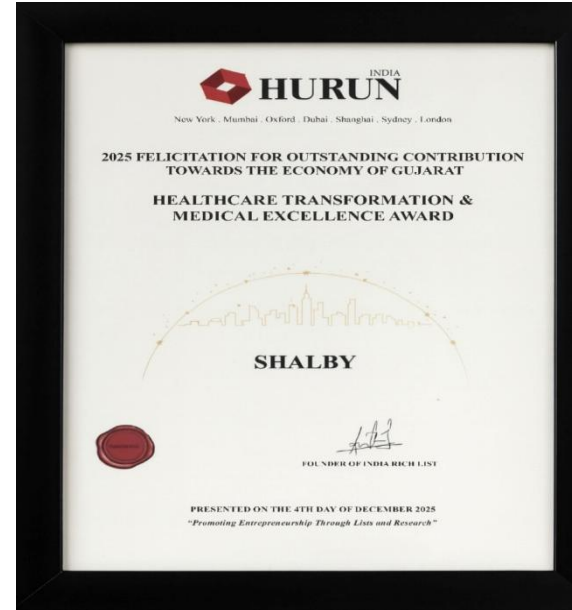 INDIA
HURUN
New York . Mumbai . Oxford . Dubai . Shanghai . Sydney . London
2025 FELICITATION FOR OUTSTANDING CONTRIBUTION
TOWARDS THE ECONOMY OF GUJARAT
HEALTHCARE TRANSFORMATION &
MEDICAL EXCELLENCE AWARD
SHALBY
FOUNDER OF INDIA RICH LIST
PRESENTED ON THE 4TH DAY OF DECEMBER 2025
“Promoting Entrepreneurship Through Lists and Research”